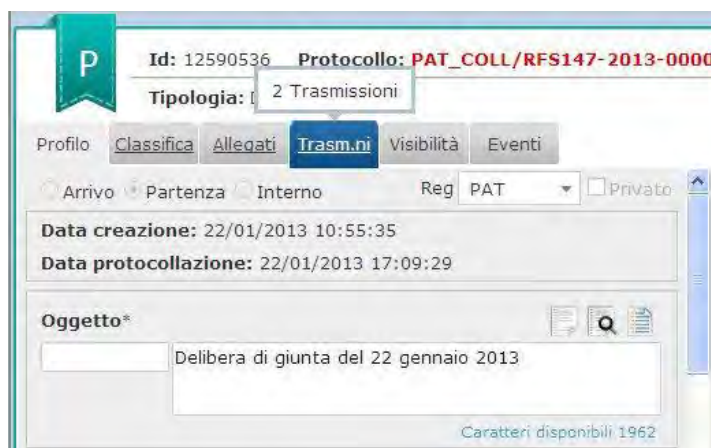 P
Id: 12590536 Protocollo: PAT_COLL/RFS147-2013-0000
Tipologia:
2 Trasmissioni
Profilo Classifica Allegati Trasm.ni Visibilità Eventi
Arrivo Partenza Interno Reg PAT Privato
Data creazione: 22/01/2013 10:55:35
Data protocollazione: 22/01/2013 17:09:29
Oggetto*
Delibera di giunta del 22 gennaio 2013
Caratteri disponibili 1962